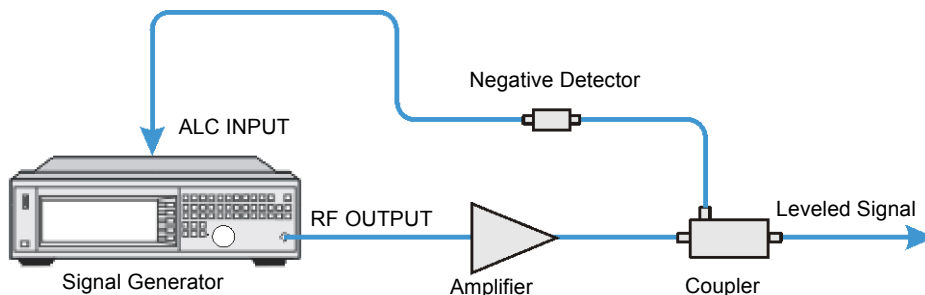 Negative Detector
ALC INPUT
RF OUTPUT
Leveled Signal
Signal Generator
Amplifier
Coupler